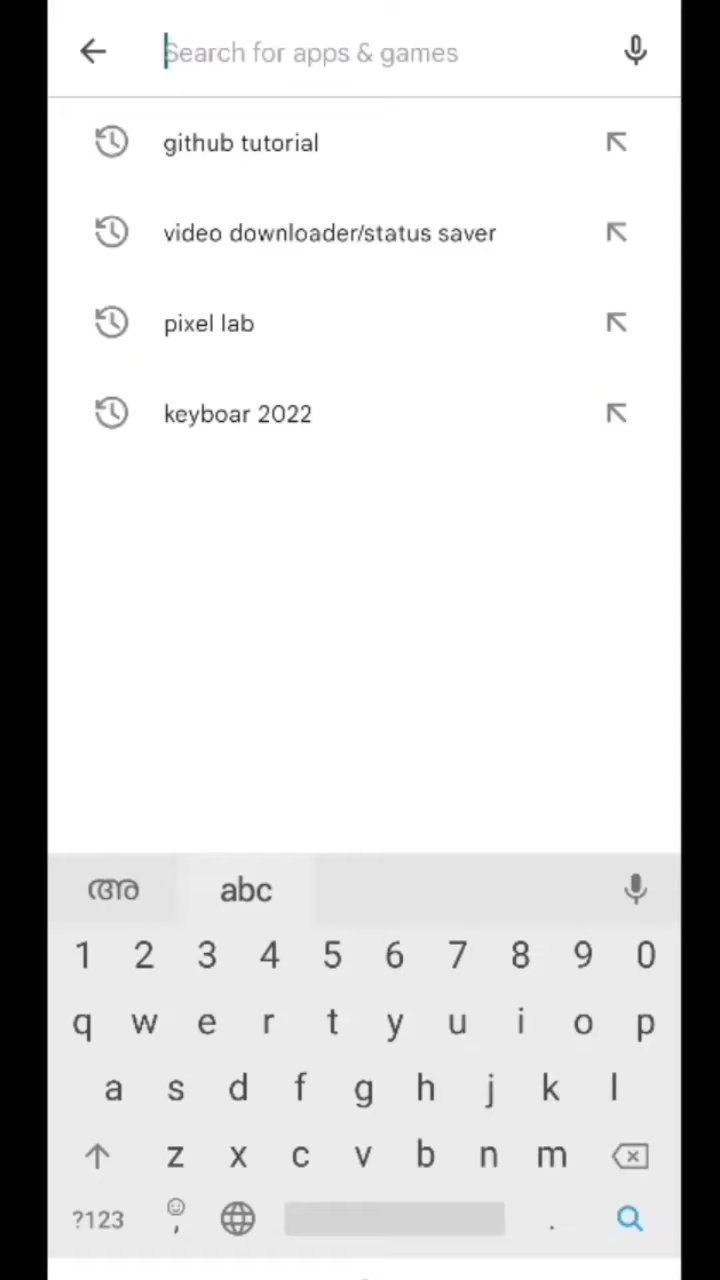 Search for apps & games
github tutorial
video downloader/status saver
pixel lab
keyboar 2022
അ abc
1 2 3 4 5 6 7 8 9 0
q w e r t y u i o p
a s d f g h j k l
z x c v b n m
?123 , .